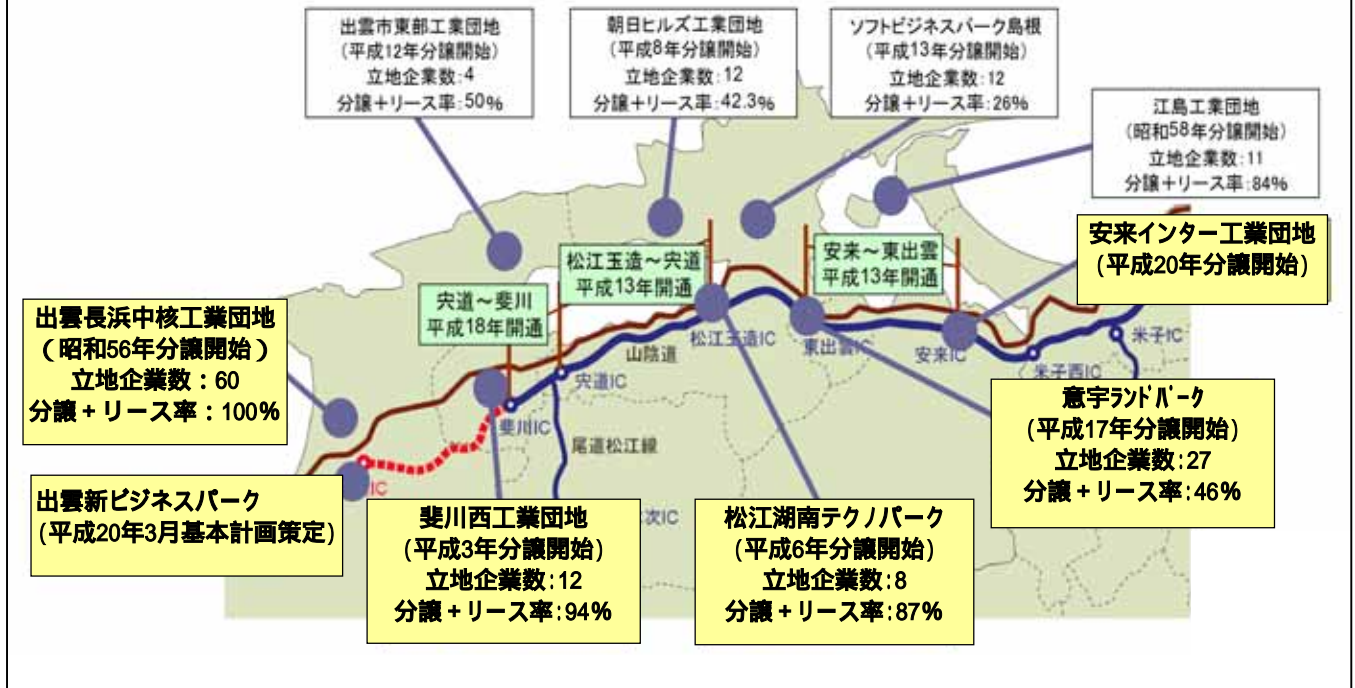 出雲市東部工業団地
(平成12年分譲開始)
立地企業数:4
分譲+リース率:50%
朝日ヒルズ工業団地
(平成8年分譲開始)
立地企業数:12
分譲+リース率:42.3%
ソフトビジネスパーク島根
(平成13年分譲開始)
立地企業数:12
分譲+リース率:26%
江島工業団地
(昭和58年分譲開始)
立地企業数:11
分譲+リース率:84%
安来インター工業団地
(平成20年分譲開始)
松江玉造~宍道
平成13年開通
安来~東出雲
平成13年開通
宍道~斐川
平成18年開通
出雲長浜中核工業団地
(昭和56年分譲開始)
立地企業数:60
分譲+リース率:100%
山陰道
松江玉造IC
東出雲IC
安来IC
米子西IC
米子IC
宍道IC
斐川IC
尾道松江線
IC
次IC
出雲新ビジネスパーク
(平成20年3月基本計画策定)
斐川西工業団地
(平成3年分譲開始)
立地企業数:12
分譲+リース率:94%
松江湖南テクノパーク
(平成6年分譲開始)
立地企業数:8
分譲+リース率:87%
意宇ランドパーク
(平成17年分譲開始)
立地企業数:27
分譲+リース率:46%